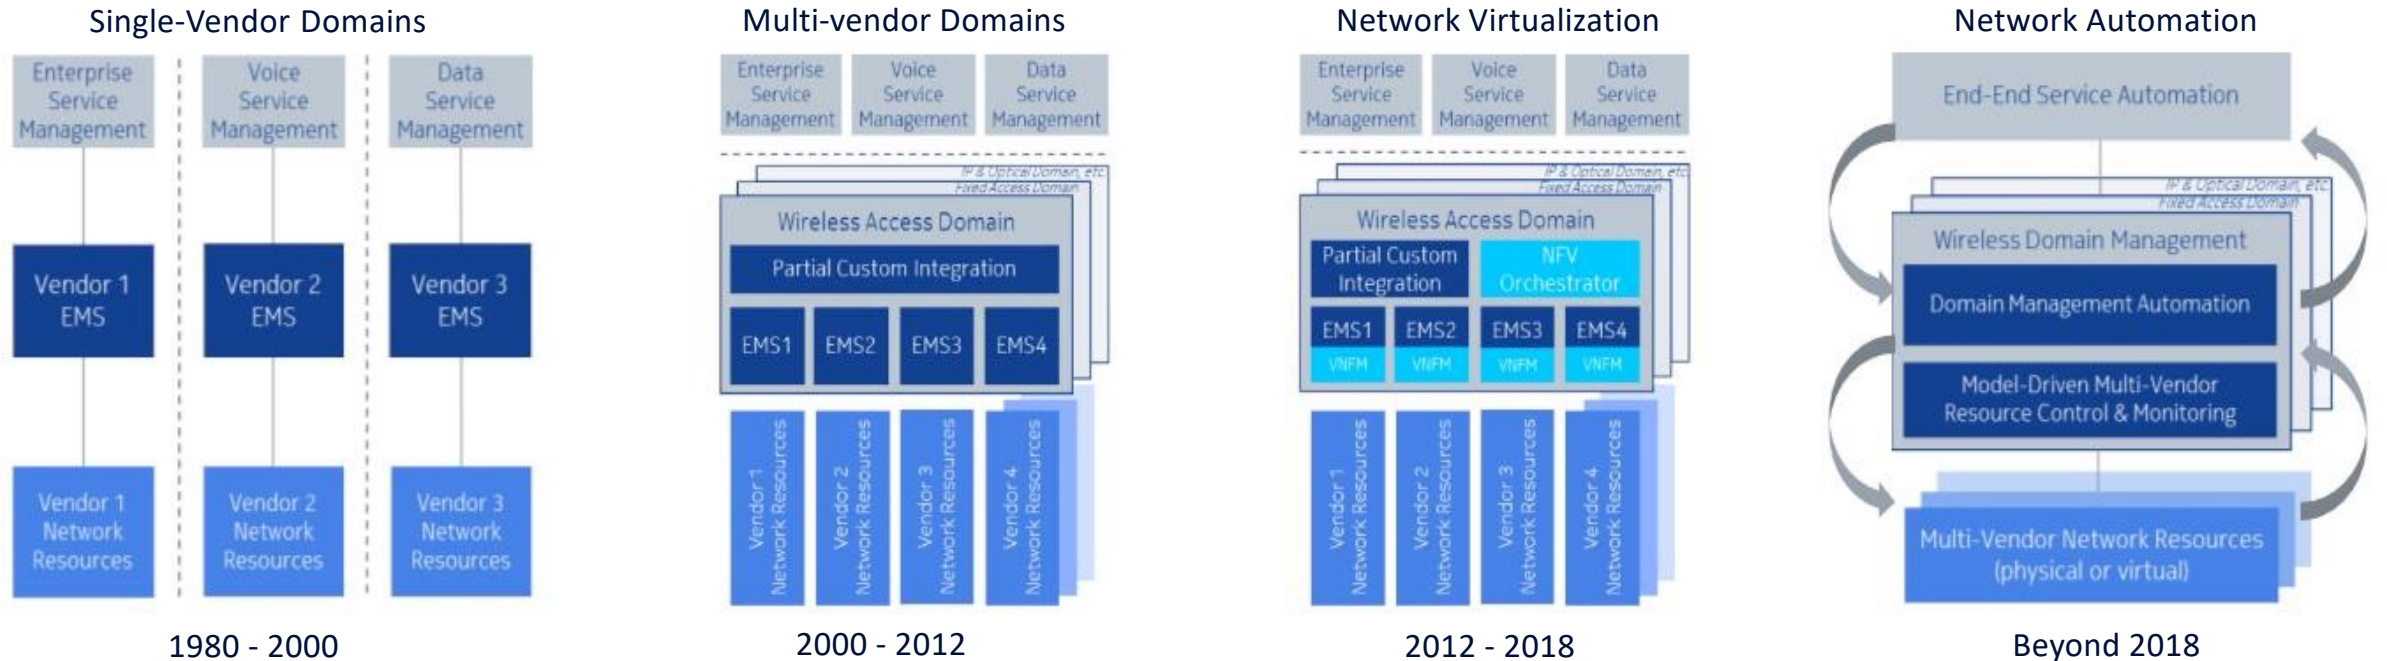 Single-Vendor Domains
Enterprise
Service
Management
Voice
Service
Management
Data
Service
Management
Vendor 1
EMS
Vendor 2
EMS
Vendor 3
EMS
Vendor 1
Network
Resources
Vendor 2
Network
Resources
Vendor 3
Network
Resources
1980 - 2000
Multi-vendor Domains
Enterprise
Service
Management
Voice
Service
Management
Data
Service
Management
IP & Optical Domain, etc.
Fixed Access Domain
Wireless Access Domain
Partial Custom Integration
EMS1
EMS2
EMS3
EMS4
Vendor 1
Network Resources
Vendor 2
Network Resources
Vendor 3
Network Resources
Vendor 4
Network Resources
2000 - 2012
Network Virtualization
Enterprise
Service
Management
Voice
Service
Management
Data
Service
Management
IP & Optical Domain, etc.
Fixed Access Domain
Wireless Access Domain
Partial Custom
Integration
NFV
Orchestrator
EMS1
VNFM
EMS2
VNFM
EMS3
VNFM
EMS4
VNFM
Vendor 1
Network Resources
Vendor 2
Network Resources
Vendor 3
Network Resources
Vendor 4
Network Resources
2012 - 2018
Network Automation
End-End Service Automation
IP & Optical Domain, etc.
Fixed Access Domain
Wireless Domain Management
Domain Management Automation
Model-Driven Multi-Vendor
Resource Control & Monitoring
Multi-Vendor Network Resources
(physical or virtual)
Beyond 2018